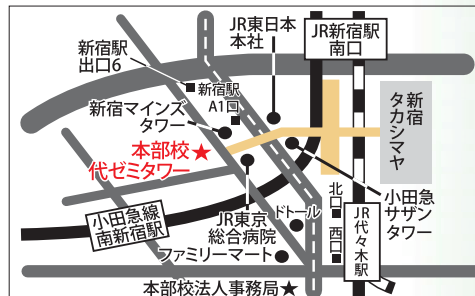 JR東日本
本社
JR新宿駅
南口
新宿駅
出口6
新宿駅
A1口
新宿マインズ
タワー
新宿
タカシマヤ
本部校★
代ゼミタワー
小田急線
南新宿駅
JR東京
総合病院
ドトール
北口
西口
小田急
サザン
タワー
JR代々木駅
ファミリーマート
本部校法人事務局★